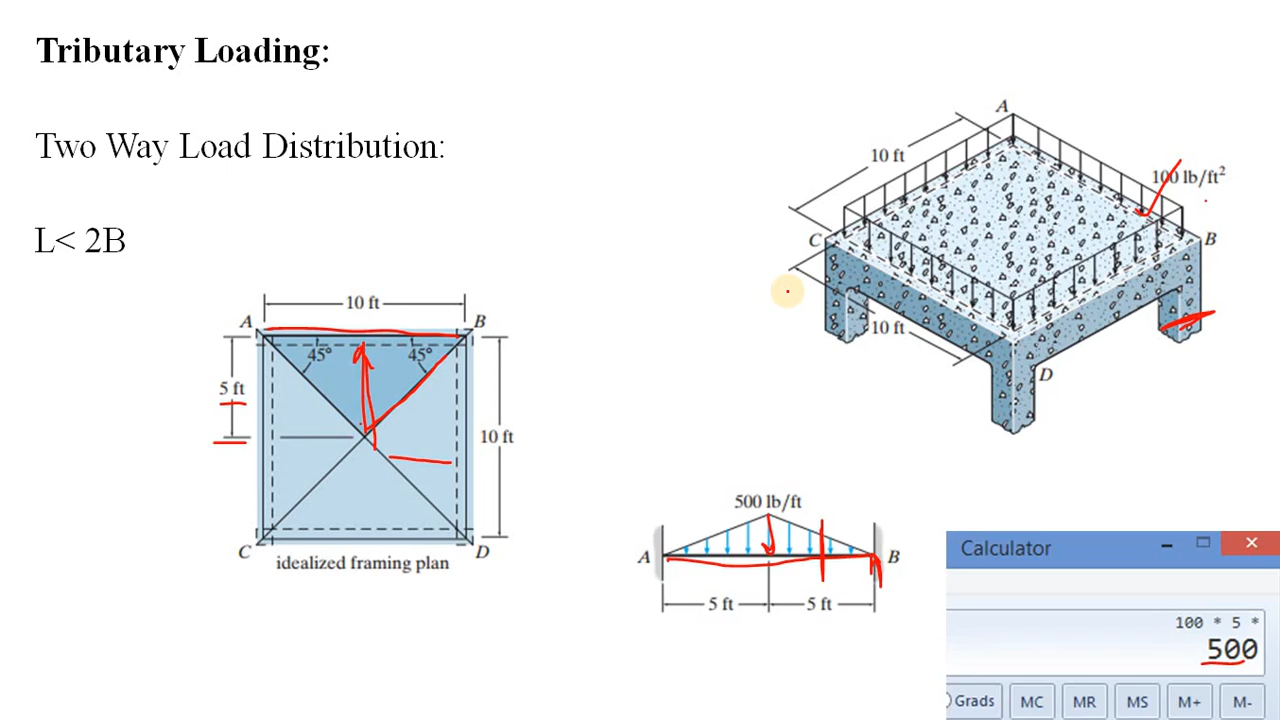 Tributary Loading:
Two Way Load Distribution:
L< 2B
10 ft
A
B
45°
45°
5 ft
10 ft
C
D
idealized framing plan
A
10 ft
100 lb/ft²
C
B
10 ft
D
500 lb/ft
A
B
5 ft
5 ft
Calculator
100 * 5 *
500
Grads
MC
MR
MS
M+
M-